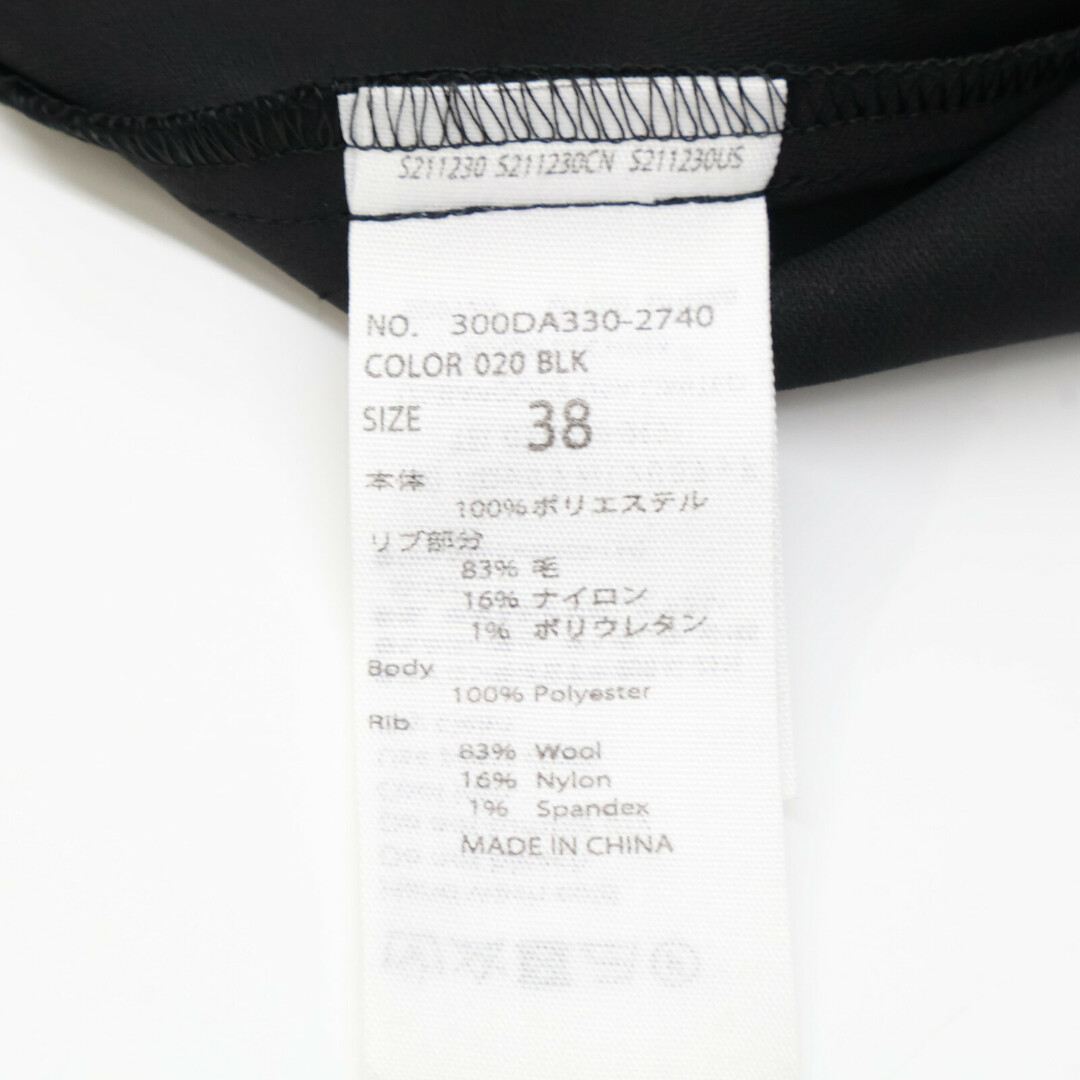 S211230 S211230CN S211230US
NO. 300DA330-2740
COLOR 020 BLK
SIZE 38
本体
100%ポリエステル
リブ部分
83% 毛
16% ナイロン
1% ポリウレタン
Body
100% Polyester
Rib
83% Wool
16% Nylon
1% Spandex
MADE IN CHINA